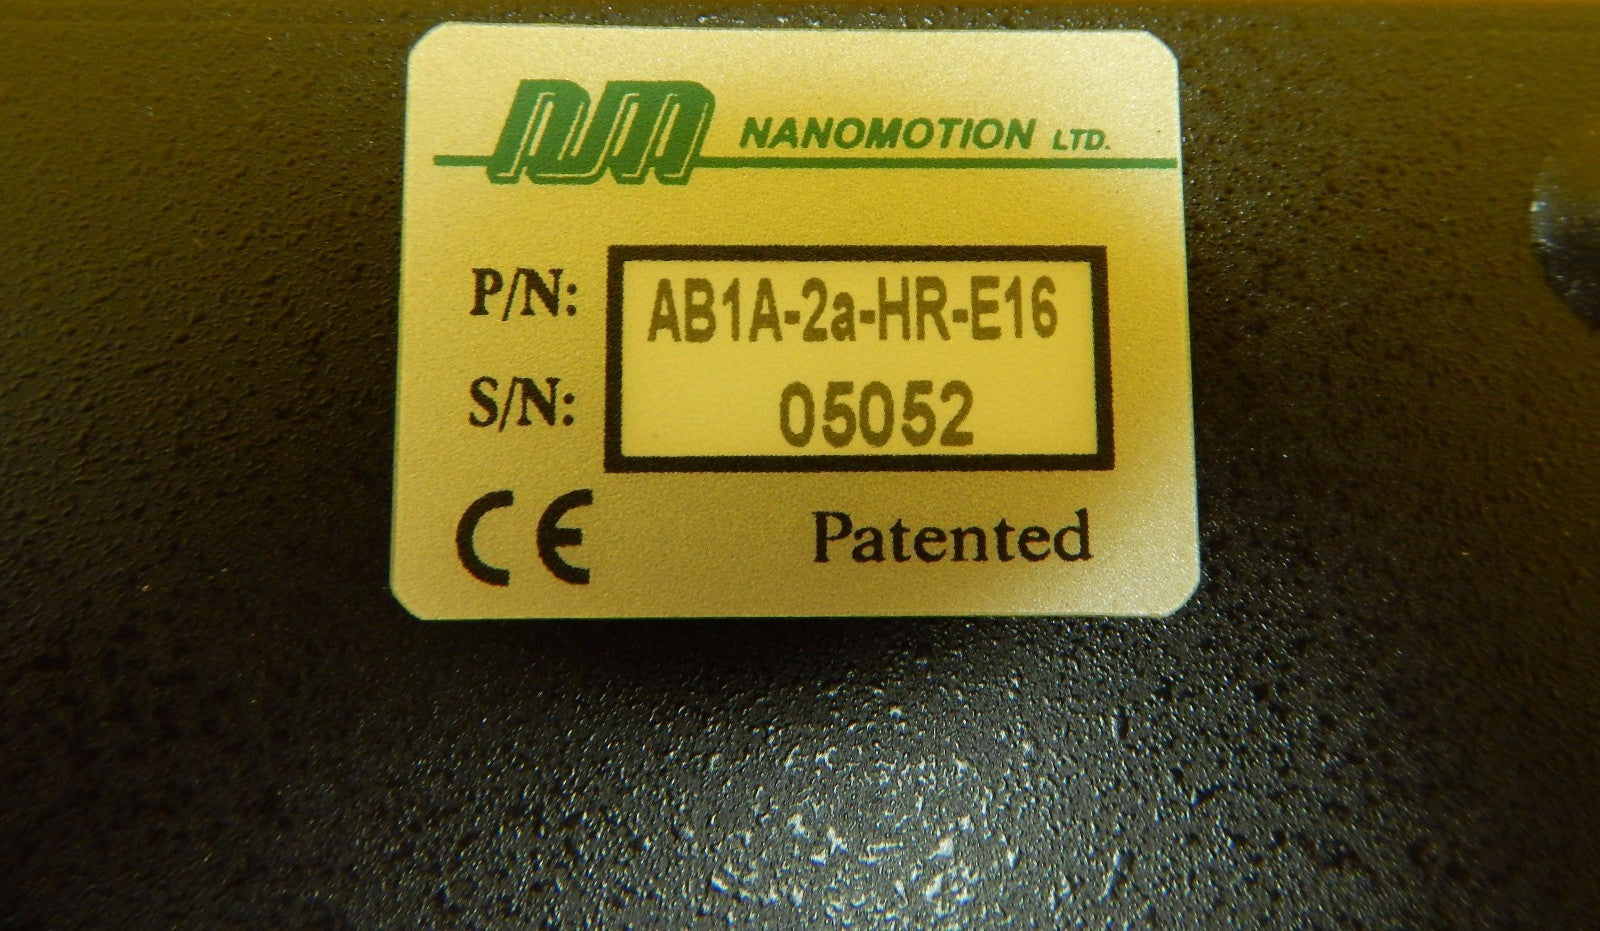 nm NANOMOTION LTD.
P/N: AB1A-2a-HR-E16
S/N: 05052
CE Patented